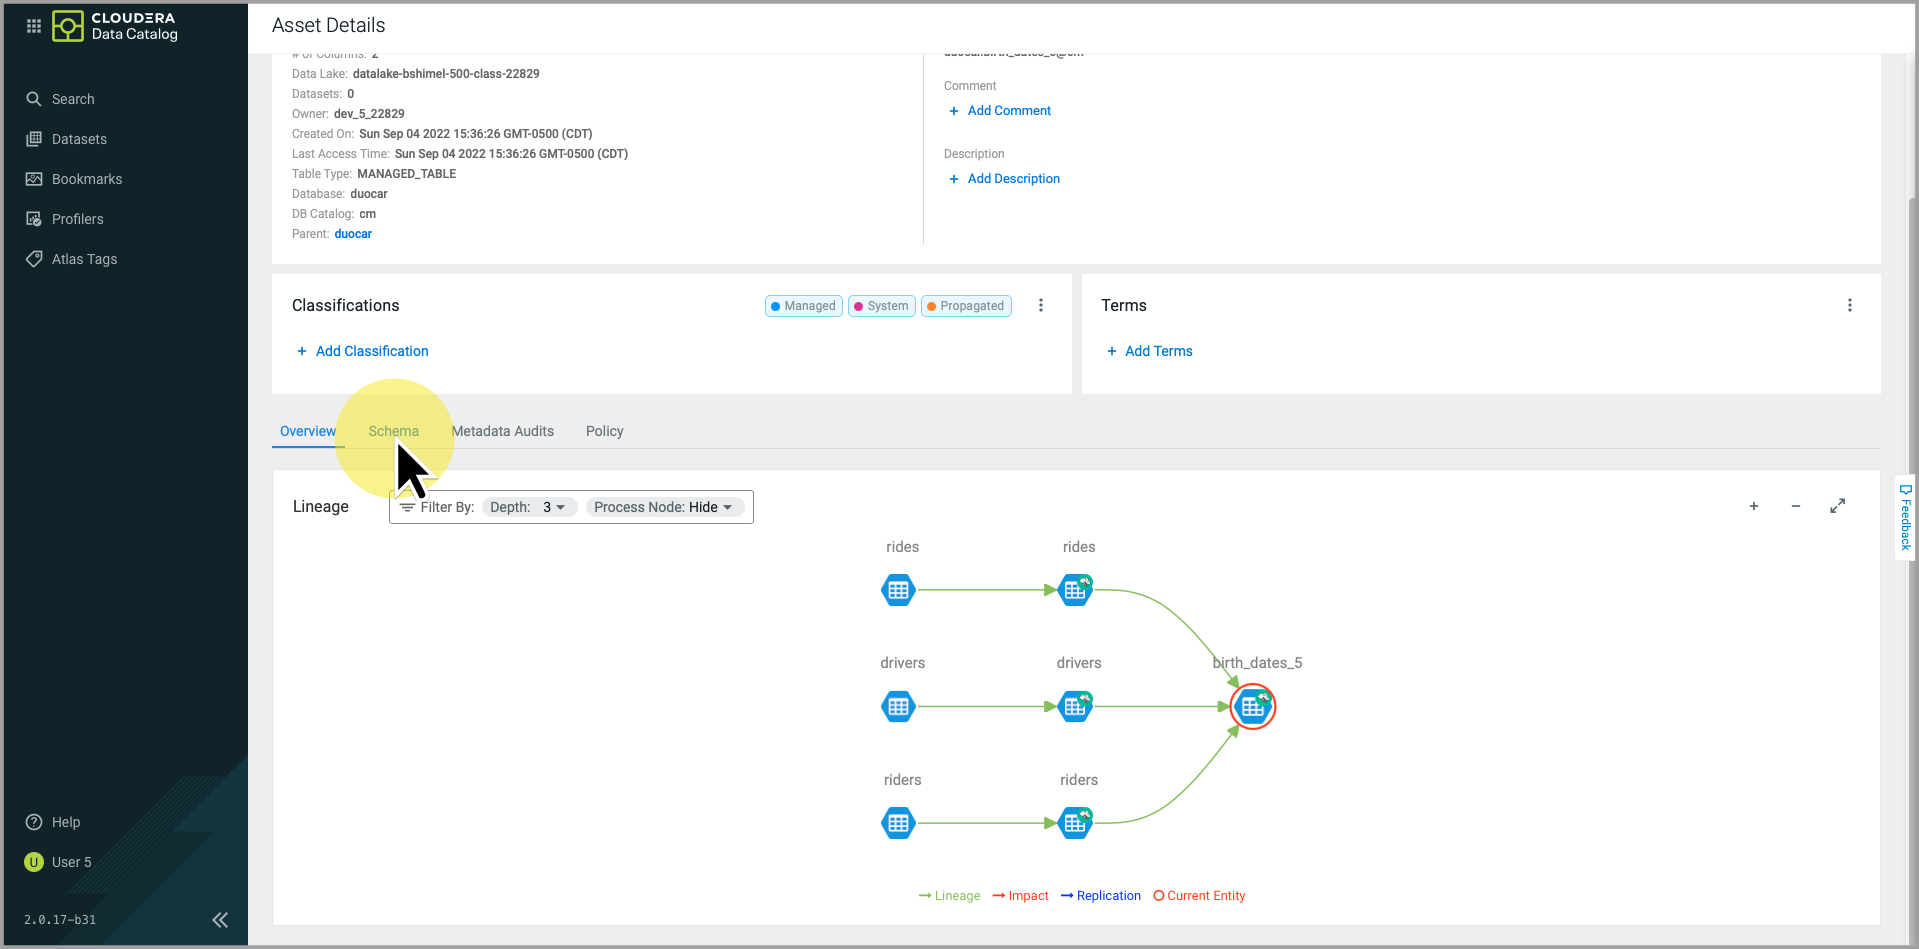 CLOUDERA
Data Catalog
Search
Datasets
Bookmarks
Profilers
Atlas Tags
Help
U User 5
2.0.17-b31
Asset Details
# of Columns: 2
Data Lake: datalake-bshimel-500-class-22829
Datasets: 0
Owner: dev_5_22829
Created On: Sun Sep 04 2022 15:36:26 GMT-0500 (CDT)
Last Access Time: Sun Sep 04 2022 15:36:26 GMT-0500 (CDT)
Table Type: MANAGED_TABLE
Database: duocar
DB Catalog: cm
Parent: duocar
duocar.birth_dates_5@cm
Comment
+ Add Comment
Description
+ Add Description
Classifications
Managed
System
Propagated
+ Add Classification
Terms
+ Add Terms
Overview
Schema
Metadata Audits
Policy
Lineage
Filter By: Depth: 3 Process Node: Hide
+ −
rides rides
drivers drivers birth_dates_5
riders riders
Lineage Impact Replication Current Entity
Feedback